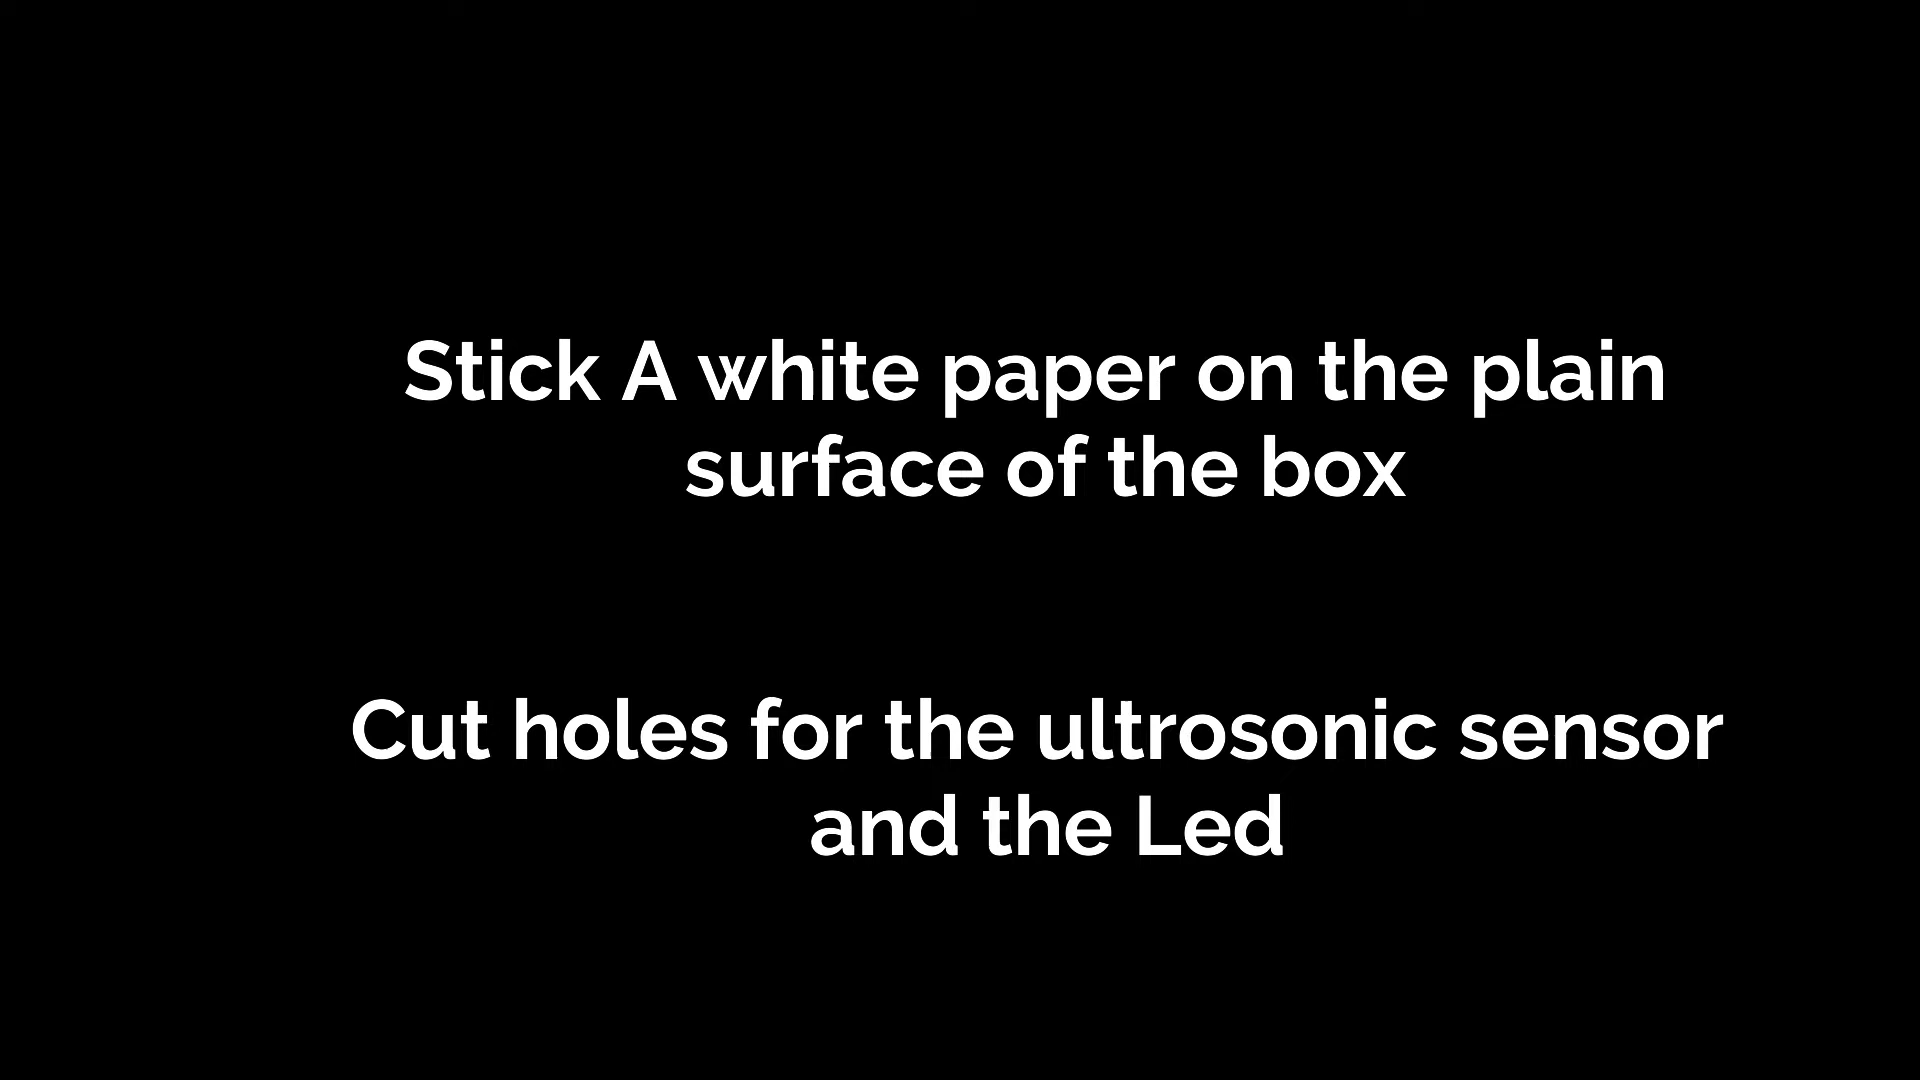 Stick A white paper on the plain
surface of the box
Cut holes for the ultrosonic sensor
and the Led